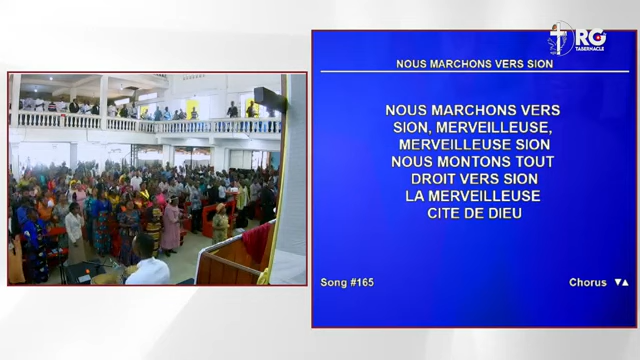 RG
TABERNACLE
NOUS MARCHONS VERS SION
NOUS MARCHONS VERS
SION, MERVEILLEUSE,
MERVEILLEUSE SION
NOUS MONTONS TOUT
DROIT VERS SION
LA MERVEILLEUSE
CITE DE DIEU
Song #165
Chorus ▼▲